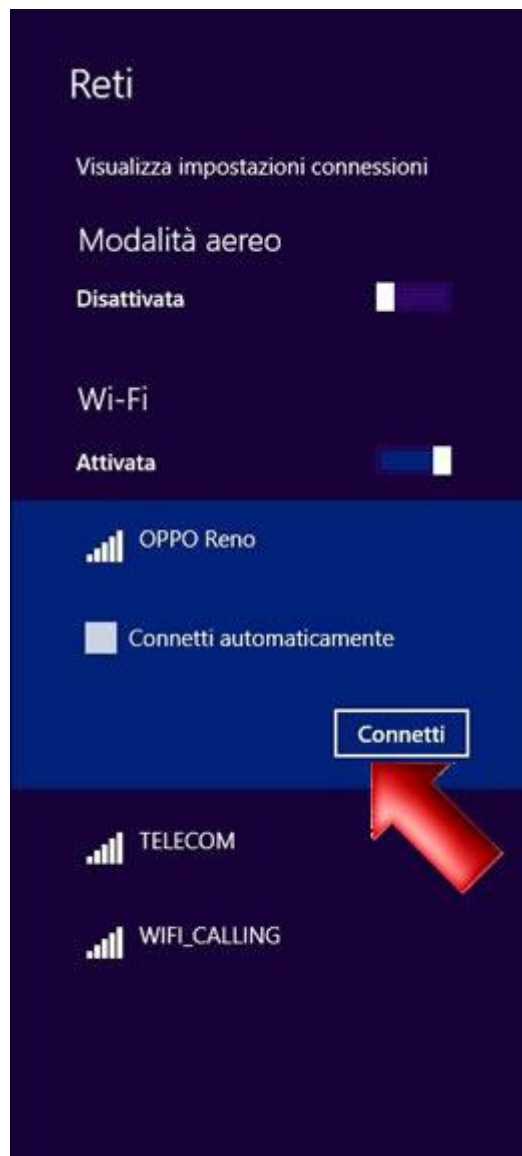 Reti
Visualizza impostazioni connessioni
Modalità aereo
Disattivata
Wi-Fi
Attivata
OPPO Reno
Connetti automaticamente
Connetti
TELECOM
WIFI_CALLING